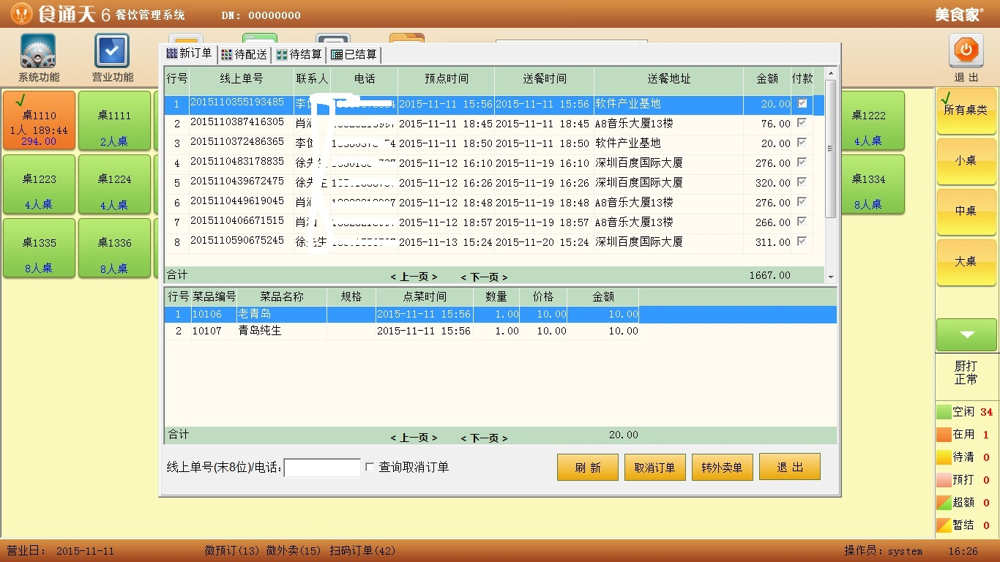 食通天6 餐饮管理系统 DN: 00000000 美食家®
系统功能 营业功能 退 出
新订单 待配送 待结算 已结算
行号 线上单号 联系人 电话 预点时间 送餐时间 送餐地址 金额 付款
1 2015110355193485 李 2015-11-11 15:56 2015-11-11 15:56 软件产业基地 20.00
2 2015110387416305 肖 2015-11-11 18:45 2015-11-11 18:45 A8音乐大厦13楼 76.00
3 2015110372486365 李 2015-11-11 18:50 2015-11-11 18:50 软件产业基地 20.00
4 2015110483178835 徐 2015-11-12 16:10 2015-11-19 16:10 深圳百度国际大厦 276.00
5 2015110439672475 徐 2015-11-12 16:26 2015-11-19 16:26 深圳百度国际大厦 320.00
6 2015110449619045 肖 2015-11-12 18:48 2015-11-19 18:48 A8音乐大厦13楼 276.00
7 2015110406671515 肖 2015-11-12 18:57 2015-11-19 18:57 A8音乐大厦13楼 266.00
8 2015110590675245 徐 生 2015-11-13 15:24 2015-11-20 15:24 深圳百度国际大厦 311.00
合计 < 上一页 > < 下一页 > 1667.00
行号 菜品编号 菜品名称 规格 点菜时间 数量 价格 金额
1 10106 老青岛 2015-11-11 15:56 1.00 10.00 10.00
2 10107 青岛纯生 2015-11-11 15:56 1.00 10.00 10.00
合计 < 上一页 > < 下一页 > 20.00
线上单号(末8位)/电话: 查询取消订单 刷 新 取消订单 转外卖单 退 出
桌1110
1人 189:44
294.00
桌1111
2人桌
桌1223
4人桌
桌1224
4人桌
桌1335
8人桌
桌1336
8人桌
桌1222
4人桌
桌1334
8人桌
所有桌类
小桌
中桌
大桌
厨打
正常
空闲 34
在用 1
待清 0
预打 0
超额 0
暂结 0
营业日: 2015-11-11 微预订(13) 微外卖(15) 扫码订单(42) 操作员: system 16:26